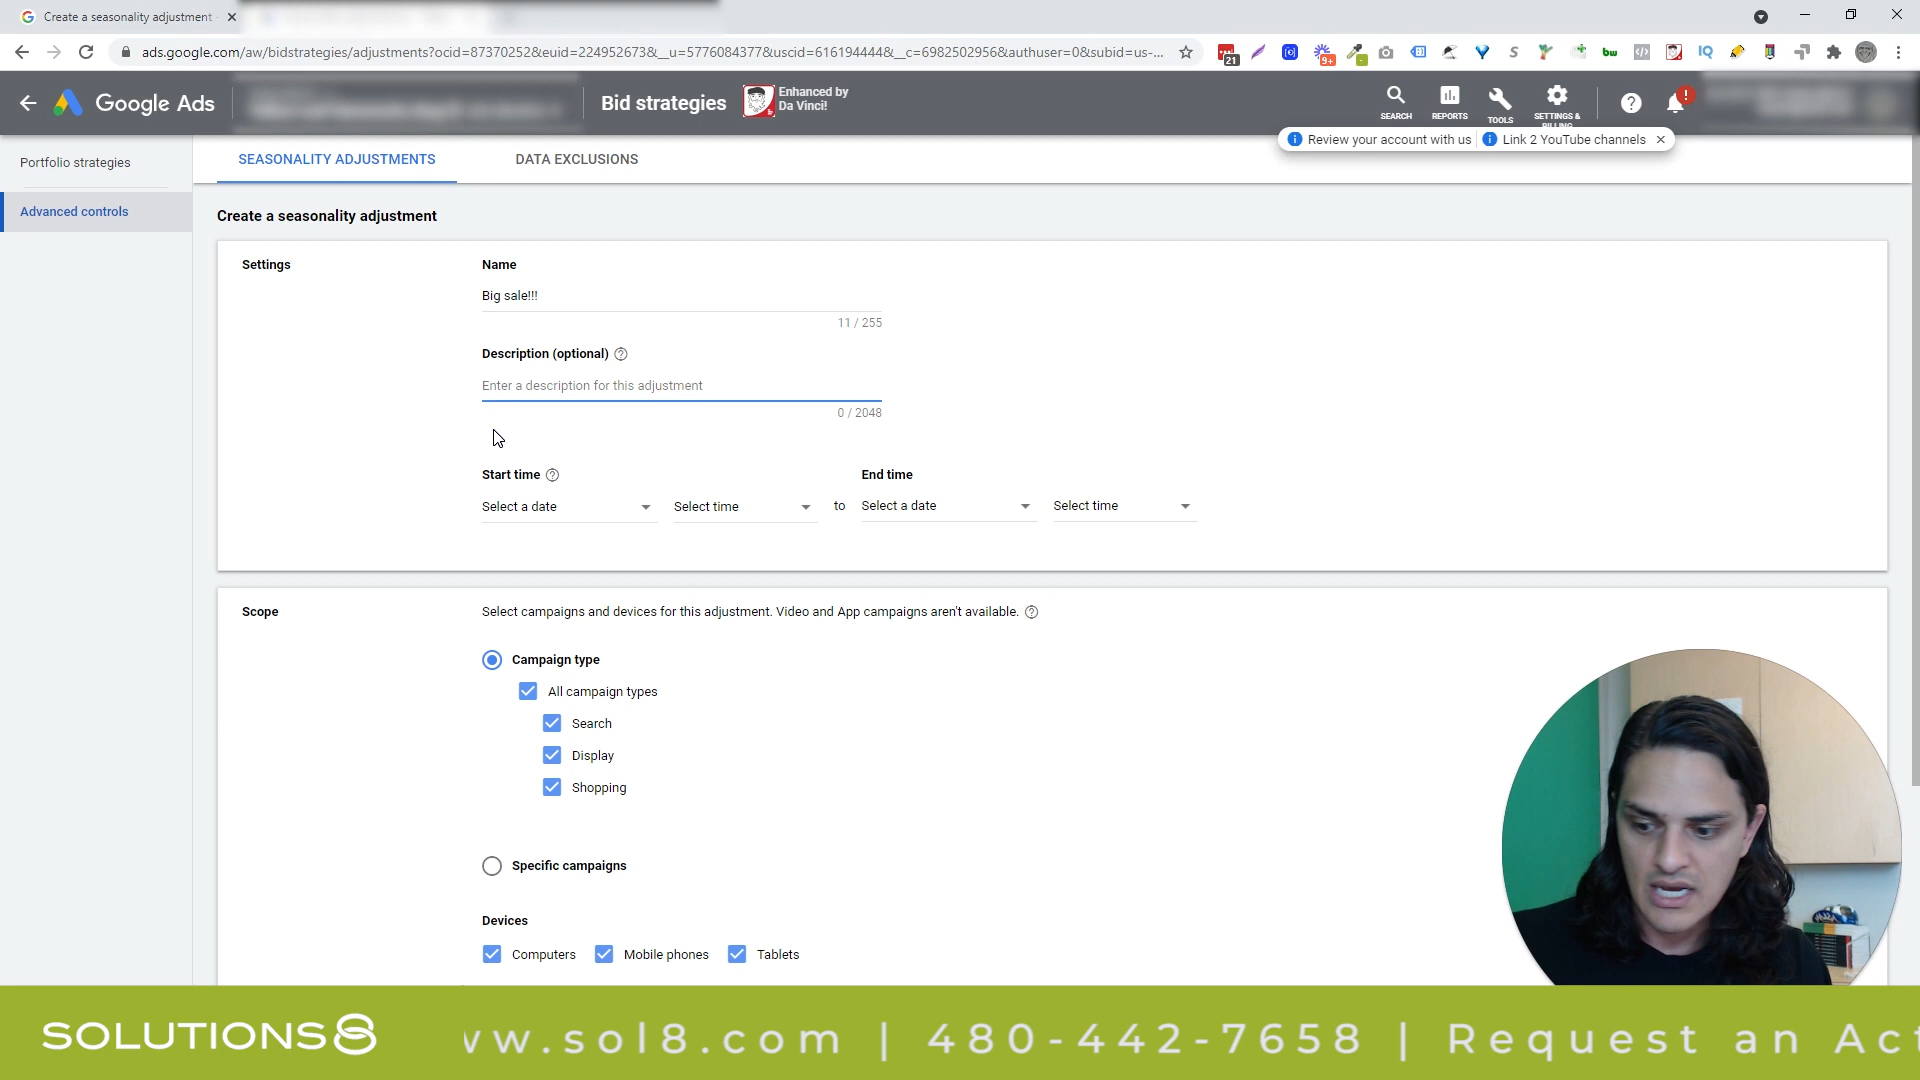 Create a seasonality adjustment
ads.google.com/aw/bidstrategies/adjustments?ocid=87370252&euid=224952673&__u=5776084377&uscid=616194444&__c=6982502956&authuser=0&subid=us-...
21
9+
bw
IQ
Google Ads
Bid strategies
Enhanced by
Da Vinci!
SEARCH
REPORTS
TOOLS
SETTINGS &
BILLING
Review your account with us
Link 2 YouTube channels
Portfolio strategies
Advanced controls
SEASONALITY ADJUSTMENTS
DATA EXCLUSIONS
Create a seasonality adjustment
Settings
Name
Big sale!!!
11 / 255
Description (optional)
Enter a description for this adjustment
0 / 2048
Start time
End time
Select a date
Select time
to
Select a date
Select time
Scope
Select campaigns and devices for this adjustment. Video and App campaigns aren't available.
Campaign type
All campaign types
Search
Display
Shopping
Specific campaigns
Devices
Computers
Mobile phones
Tablets
SOLUTIONS8
ww.sol8.com | 480-442-7658 | Request an Act